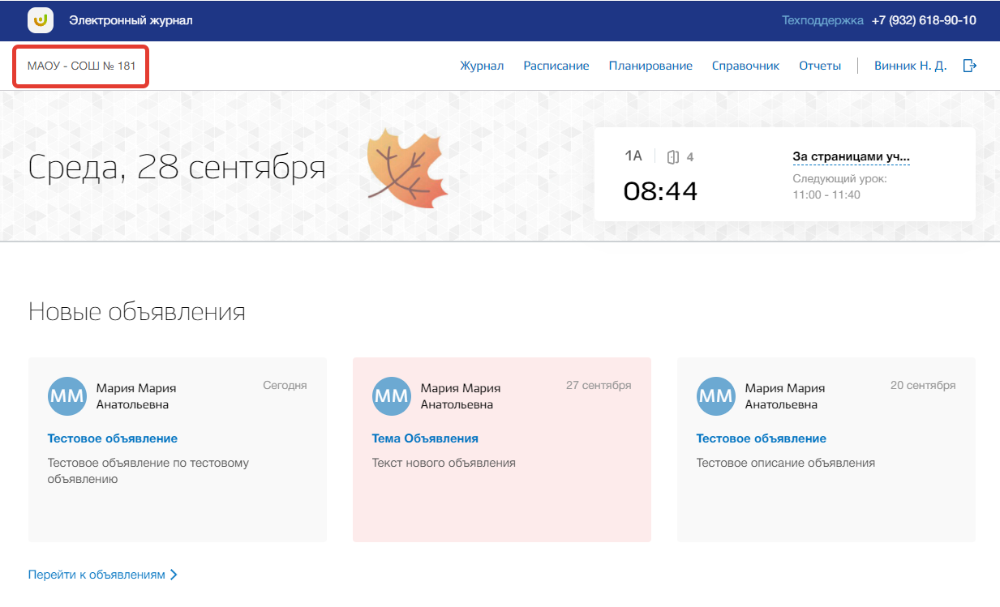 Электронный журнал
Техподдержка +7 (932) 618-90-10
МАОУ - СОШ № 181
Журнал Расписание Планирование Справочник Отчеты Винник Н. Д.
Среда, 28 сентября
1А 4
08:44
За страницами уч...
Следующий урок:
11:00 - 11:40
Новые объявления
ММ
Мария Мария
Анатольевна
Сегодня
Тестовое объявление
Тестовое объявление по тестовому
объявлению
ММ
Мария Мария
Анатольевна
27 сентября
Тема Объявления
Текст нового объявления
ММ
Мария Мария
Анатольевна
20 сентября
Тестовое объявление
Тестовое описание объявления
Перейти к объявлениям